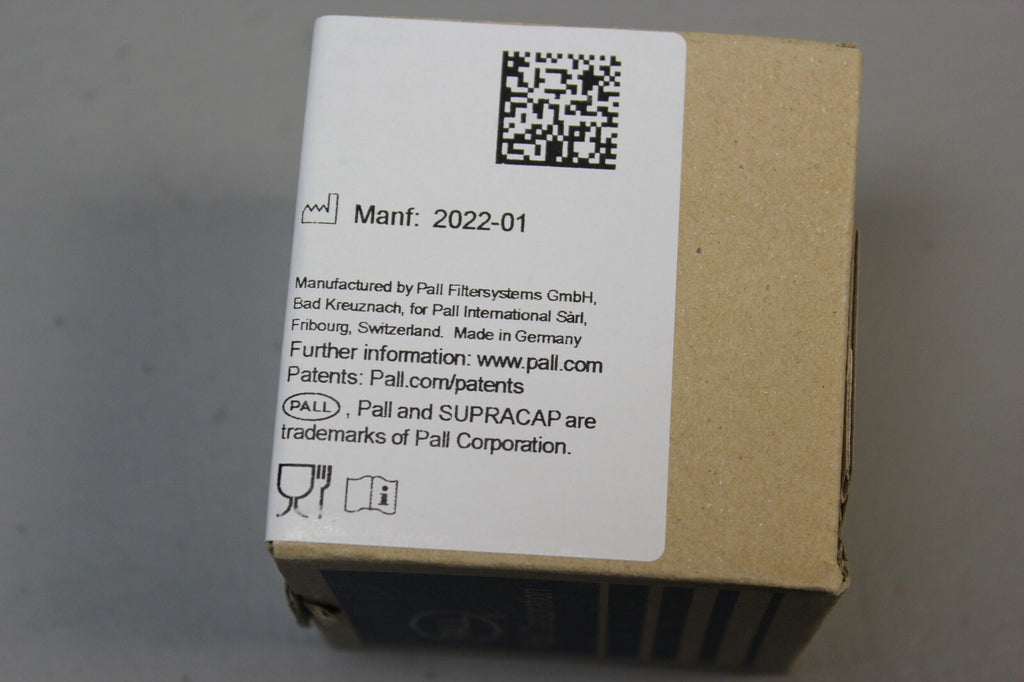 Manf: 2022-01
Manufactured by Pall Filtersystems GmbH,
Bad Kreuznach, for Pall International Sàrl,
Fribourg, Switzerland. Made in Germany
Further information: www.pall.com
Patents: Pall.com/patents
PALL , Pall and SUPRACAP are
trademarks of Pall Corporation.